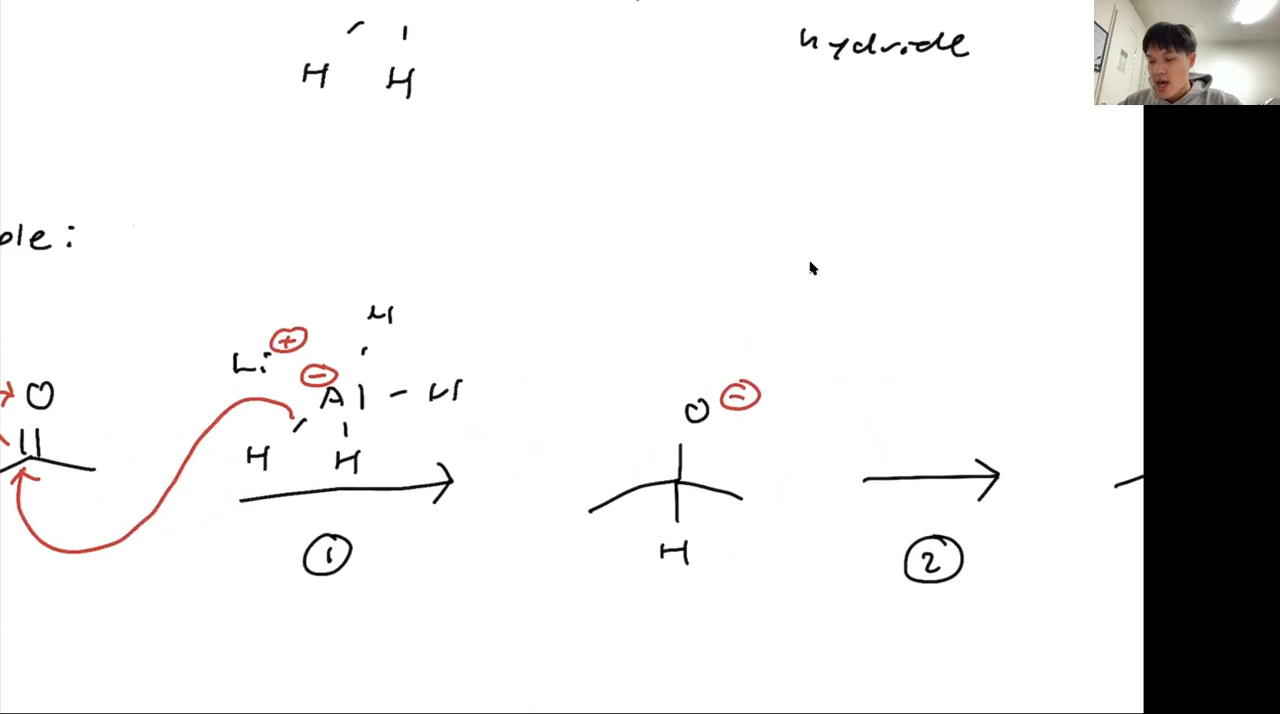 hydride
H H
ple:
H
Li +
−
O Al – H O −
H H
H
1 2